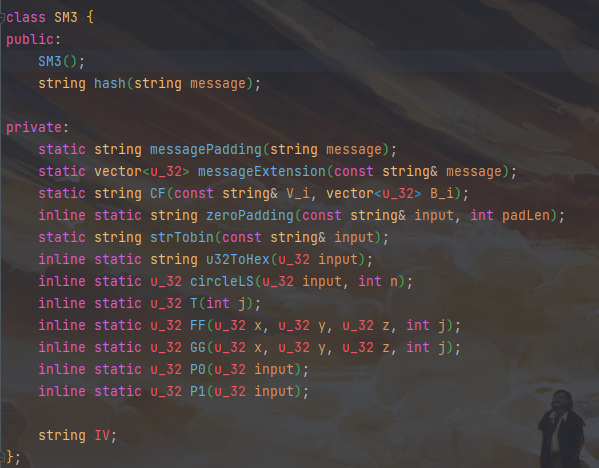 class SM3 {
public:
    SM3();
    string hash(string message);

private:
    static string messagePadding(string message);
    static vector<u_32> messageExtension(const string& message);
    static string CF(const string& V_i, vector<u_32> B_i);
    inline static string zeroPadding(const string& input, int padLen);
    static string strTobin(const string& input);
    inline static string u32ToHex(u_32 input);
    inline static u_32 circleLS(u_32 input, int n);
    inline static u_32 T(int j);
    inline static u_32 FF(u_32 x, u_32 y, u_32 z, int j);
    inline static u_32 GG(u_32 x, u_32 y, u_32 z, int j);
    inline static u_32 P0(u_32 input);
    inline static u_32 P1(u_32 input);

    string IV;
};